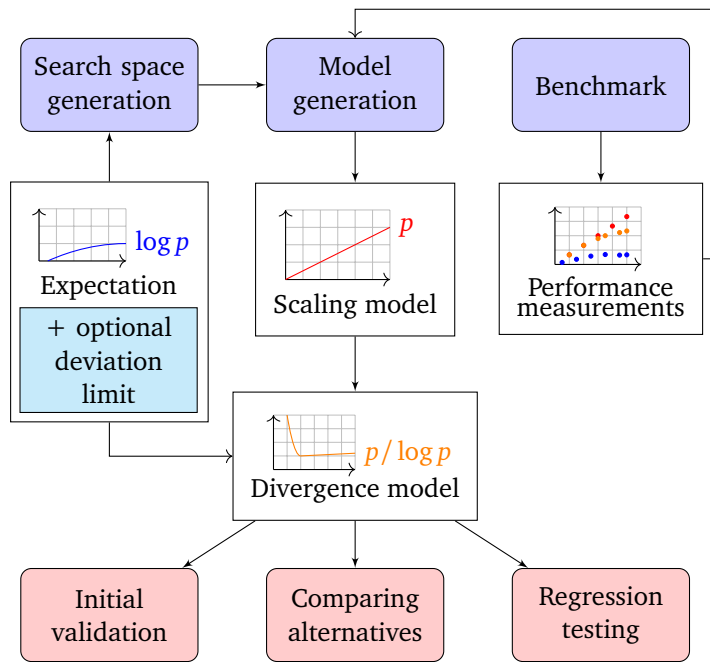 Search space
generation
Model
generation
Benchmark
log p
Expectation
+ optional
deviation
limit
p
Scaling model
Performance
measurements
p / log p
Divergence model
Initial
validation
Comparing
alternatives
Regression
testing